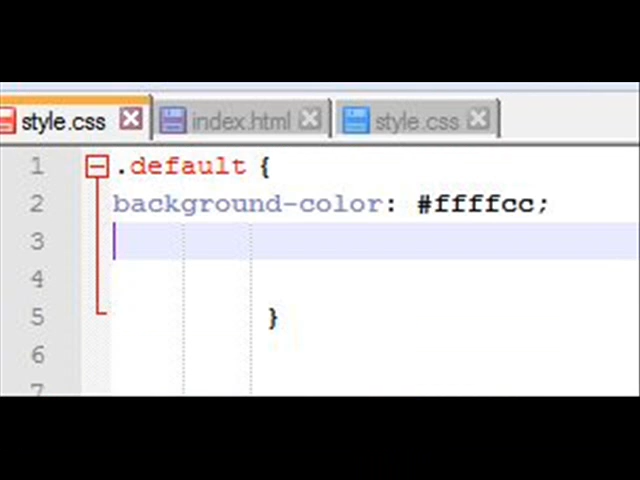 style.css index.html style.css
1 .default {
2 background-color: #ffffcc;
3
4
5 }
6
7